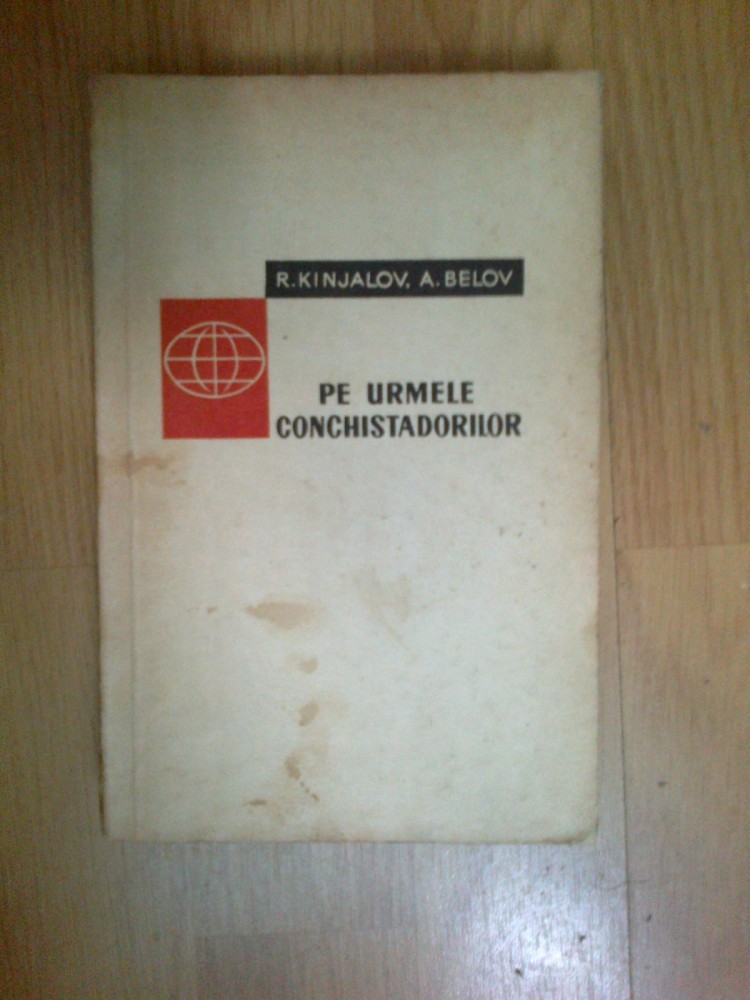 R. KINJALOV, A. BELOV
PE URMELE
CONCHISTADORILOR